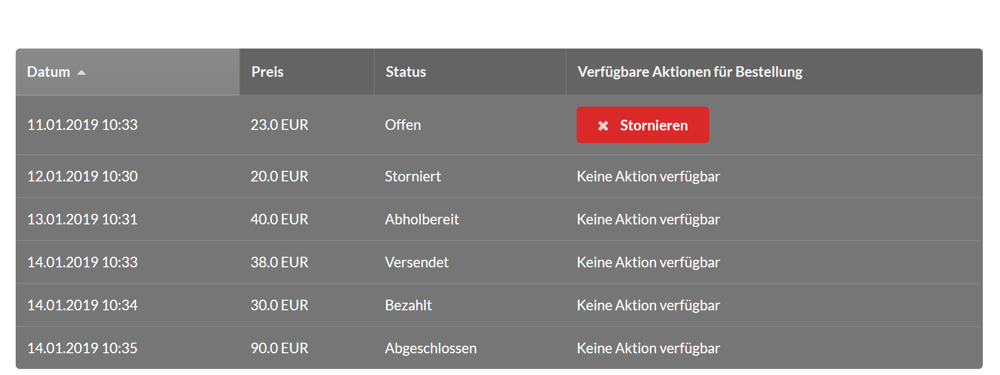 Datum Preis Status Verfügbare Aktionen für Bestellung
11.01.2019 10:33 23.0 EUR Offen Stornieren
12.01.2019 10:30 20.0 EUR Storniert Keine Aktion verfügbar
13.01.2019 10:31 40.0 EUR Abholbereit Keine Aktion verfügbar
14.01.2019 10:33 38.0 EUR Versendet Keine Aktion verfügbar
14.01.2019 10:34 30.0 EUR Bezahlt Keine Aktion verfügbar
14.01.2019 10:35 90.0 EUR Abgeschlossen Keine Aktion verfügbar